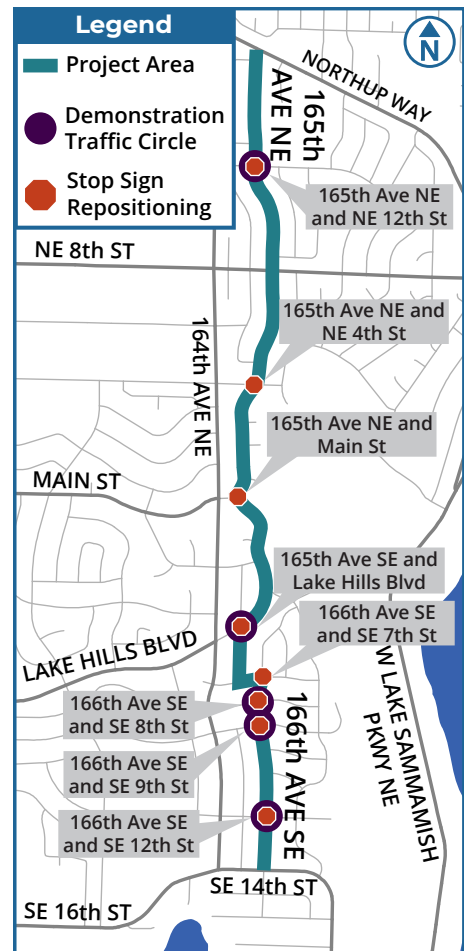 Legend
Project Area
Demonstration
Traffic Circle
Stop Sign
Repositioning
N
NORTHUP WAY
165th
AVE NE
165th Ave NE
and NE 12th St
NE 8th ST
164th AVE NE
165th Ave NE and
NE 4th St
165th Ave NE and
Main St
MAIN ST
165th Ave SE and
Lake Hills Blvd
166th Ave SE
and SE 7th St
LAKE HILLS BLVD
166th Ave SE
and SE 8th St
166th Ave SE
and SE 9th St
166th AVE SE
W LAKE SAMMAMISH
PKWY NE
166th Ave SE
and SE 12th St
SE 14th ST
SE 16th ST